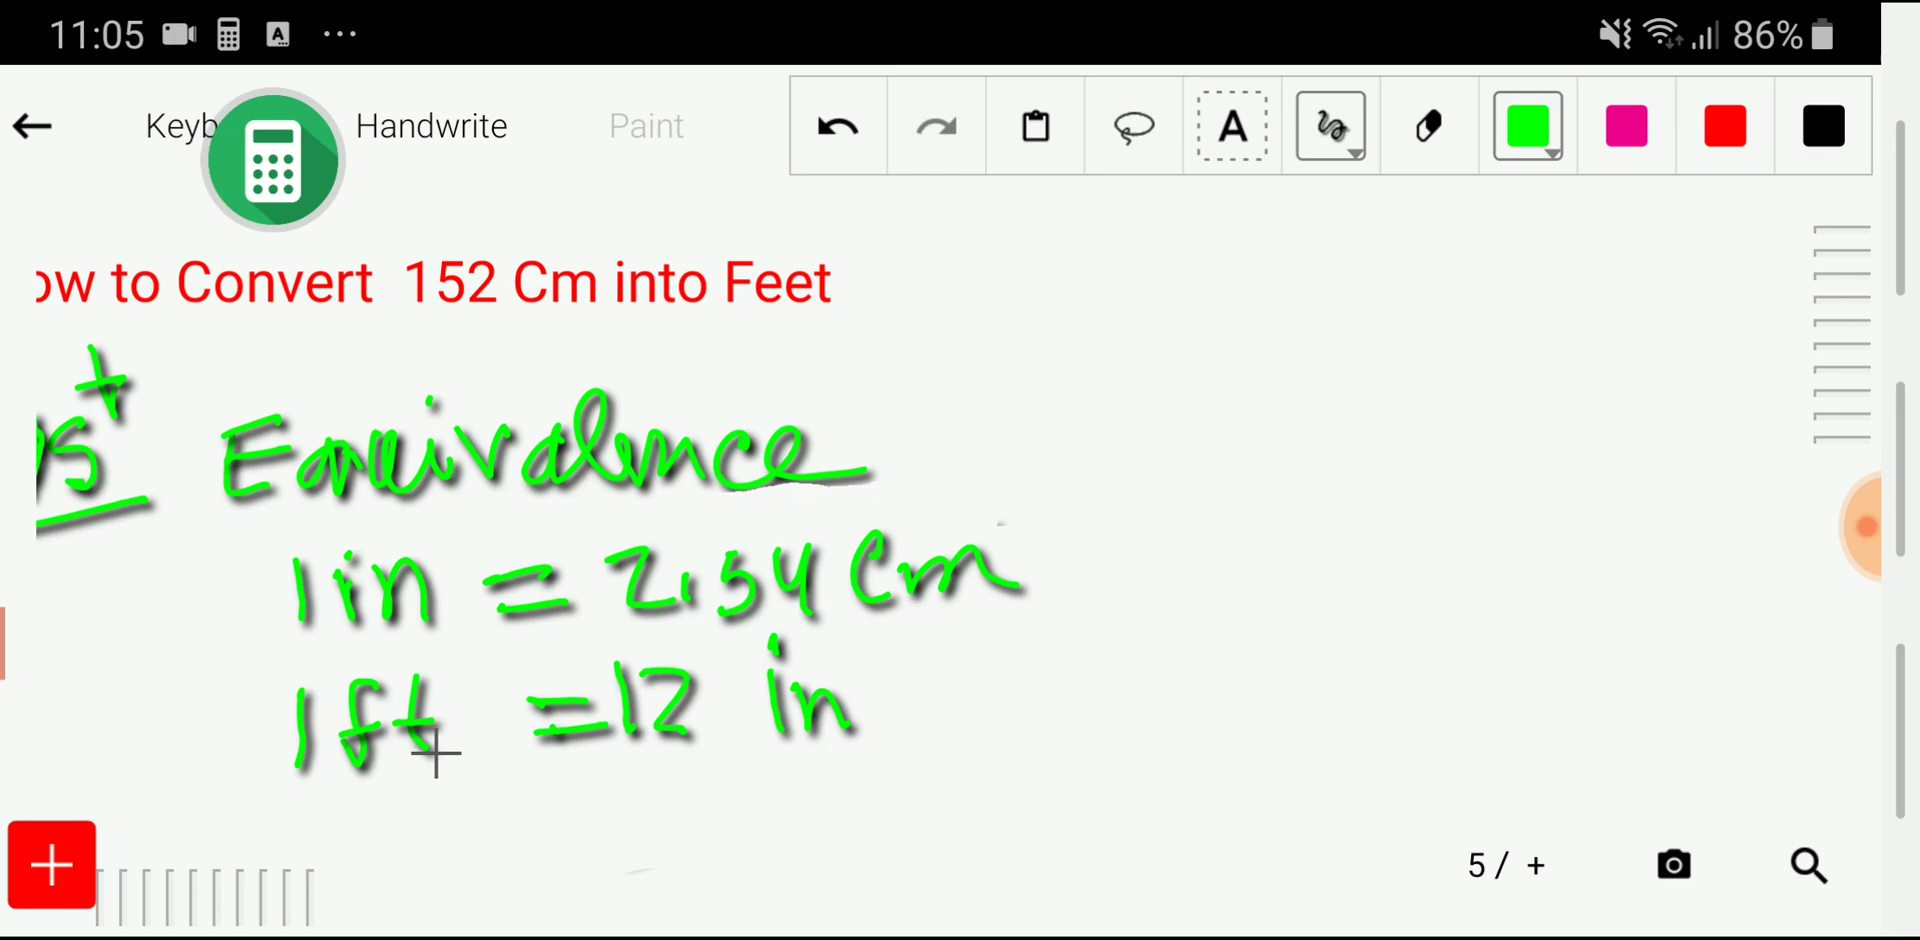 11:05 ... 86%
Keyb Handwrite Paint A
ow to Convert 152 Cm into Feet
Equivalence
1 in = 2.54 Cm
1 ft = 12 in
5 / +